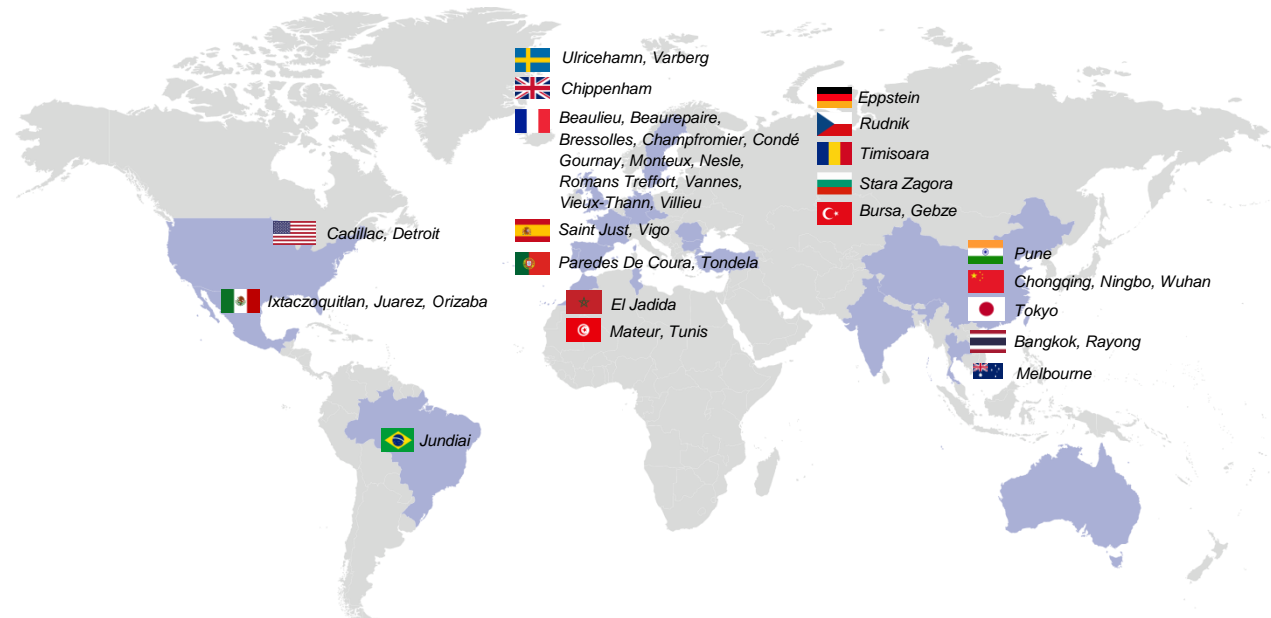 Ulricehamn, Varberg
Chippenham
Beaulieu, Beaurepaire,
Bressolles, Champfromier, Condé
Gournay, Monteux, Nesle,
Romans Treffort, Vannes,
Vieux-Thann, Villieu
Saint Just, Vigo
Paredes De Coura, Tondela
El Jadida
Mateur, Tunis
Eppstein
Rudnik
Timisoara
Stara Zagora
Bursa, Gebze
Cadillac, Detroit
Ixtaczoquitlan, Juarez, Orizaba
Jundiai
Pune
Chongqing, Ningbo, Wuhan
Tokyo
Bangkok, Rayong
Melbourne